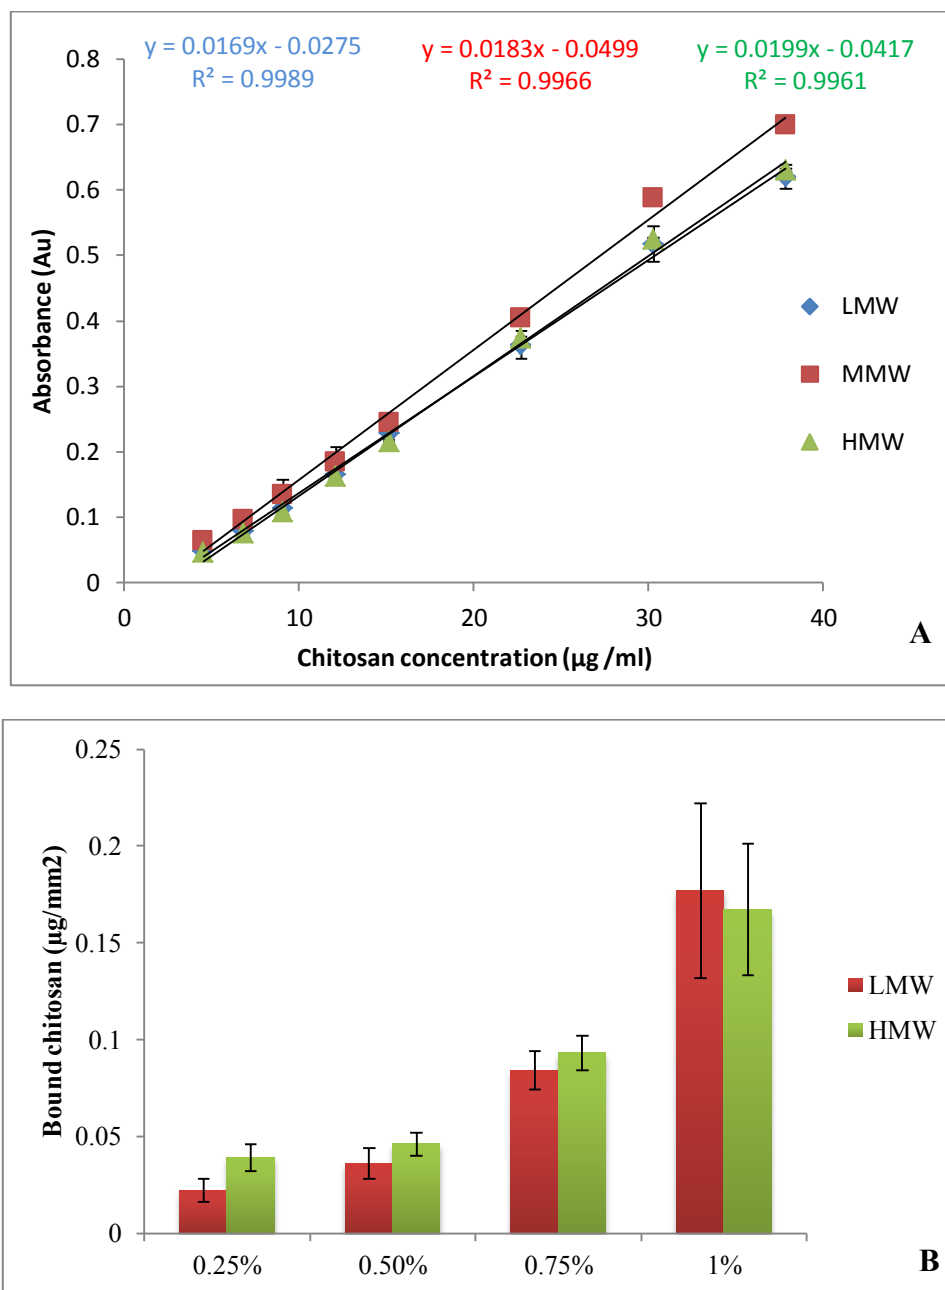 y = 0.0169x - 0.0275
R² = 0.9989
y = 0.0183x - 0.0499
R² = 0.9966
y = 0.0199x - 0.0417
R² = 0.9961
0.8
0.7
0.6
0.5
0.4
0.3
0.2
0.1
0
Absorbance (Au)
0 10 20 30 40
Chitosan concentration (µg /ml)
LMW
MMW
HMW
A
0.25
0.2
0.15
0.1
0.05
0
Bound chitosan (µg/mm2)
0.25% 0.50% 0.75% 1%
LMW
HMW
B